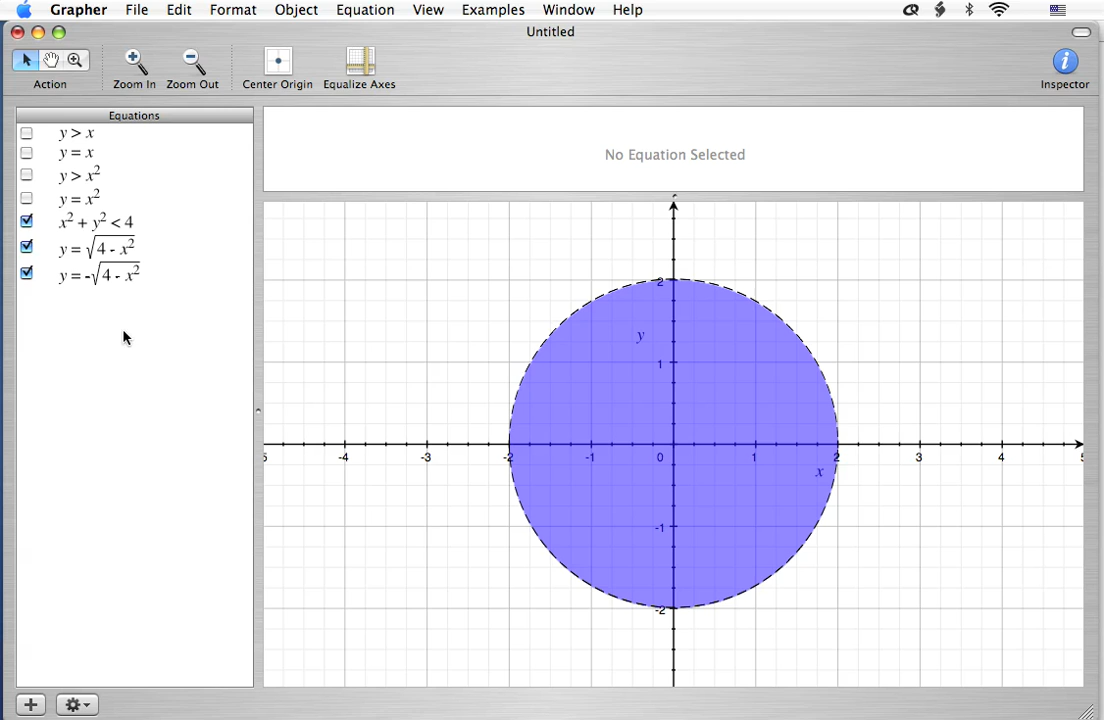 Grapher File Edit Format Object Equation View Examples Window Help
Untitled
Action Zoom In Zoom Out Center Origin Equalize Axes Inspector
Equations
y > x
y = x
y > x²
y = x²
x² + y² < 4
y = √4 - x²
y = -√4 - x²
No Equation Selected
2
y
1
5 -4 -3 -2 -1 0 1 2 3 4 5
x
-1
-2